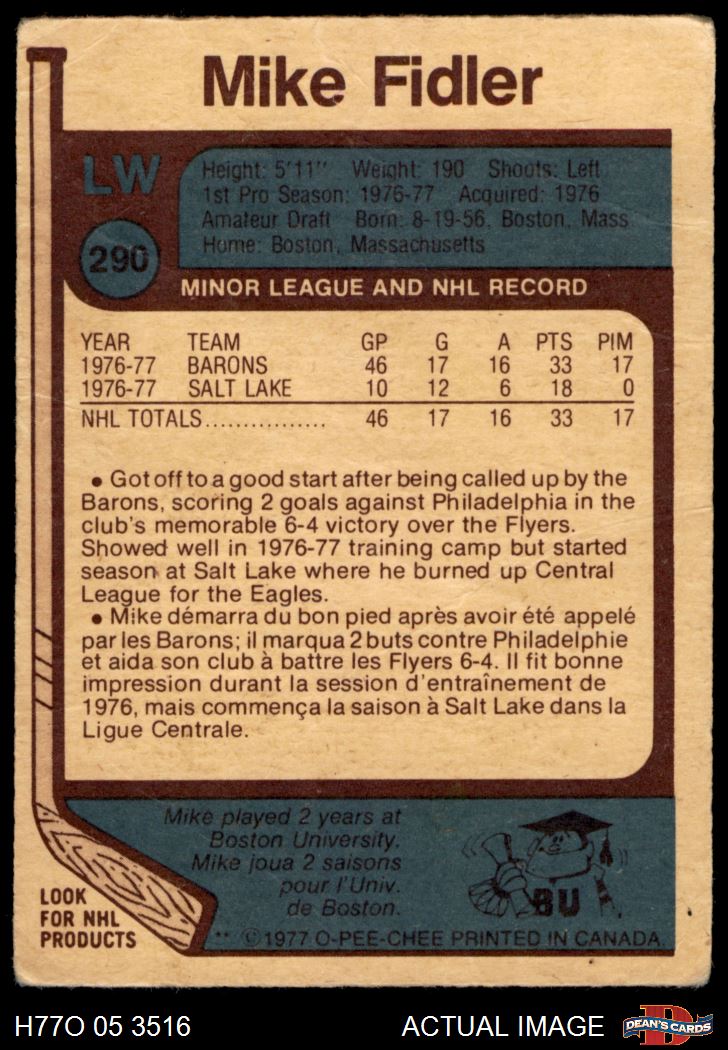 Mike Fidler
LW
290
Height: 5'11" Weight: 190 Shoots: Left
1st Pro Season: 1976-77 Acquired: 1976
Amateur Draft Born: 8-19-56, Boston, Mass.
Home: Boston, Massachusetts
MINOR LEAGUE AND NHL RECORD
YEAR TEAM GP G A PTS PIM
1976-77 BARONS 46 17 16 33 17
1976-77 SALT LAKE 10 12 6 18 0
NHL TOTALS................ 46 17 16 33 17
• Got off to a good start after being called up by the
Barons, scoring 2 goals against Philadelphia in the
club's memorable 6-4 victory over the Flyers.
Showed well in 1976-77 training camp but started
season at Salt Lake where he burned up Central
League for the Eagles.
• Mike démarra du bon pied après avoir été appelé
par les Barons; il marqua 2 buts contre Philadelphie
et aida son club à battre les Flyers 6-4. Il fit bonne
impression durant la session d'entraînement de
1976, mais commença la saison à Salt Lake dans la
Ligue Centrale.
Mike played 2 years at
Boston University.
Mike joua 2 saisons
pour l'Univ.
de Boston.
BU
LOOK
FOR NHL
PRODUCTS
** ©1977 O-PEE-CHEE PRINTED IN CANADA
H77O 05 3516 ACTUAL IMAGE
D
DEAN'S CARDS